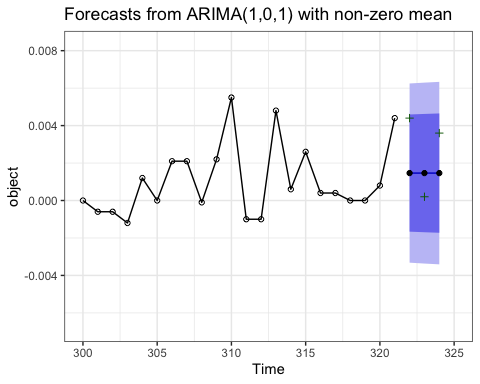 Forecasts from ARIMA(1,0,1) with non-zero mean
0.008
0.004
0.000
-0.004
object
300 305 310 315 320 325
Time